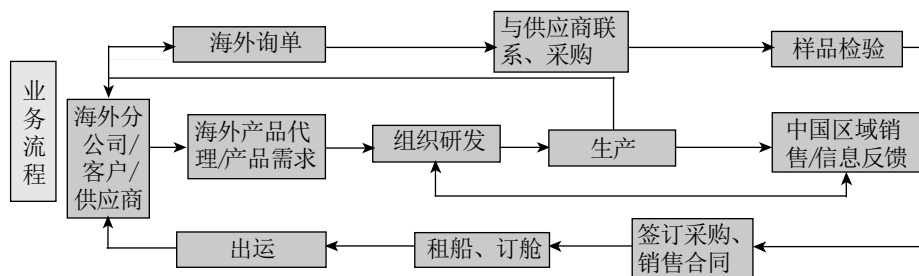 业务流程
海外询单
与供应商联
系、采购
样品检验
海外分
公司/
客户/
供应商
海外产品代
理/产品需求
组织研发
生产
中国区域销
售/信息反馈
出运
租船、订舱
签订采购、
销售合同